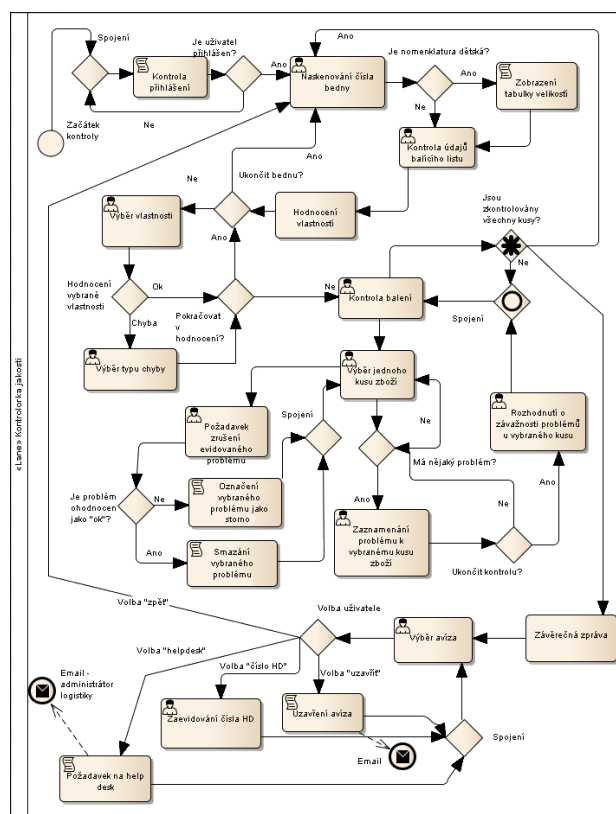 «Lane» Kontrolorka jakosti
Začátek
kontroly
Spojení
Kontrola
přihlášení
Je uživatel
přihlášen?
Ano
Ne
Naskenování čísla
bedny
Ano
Je nomenklatura dětská?
Ano
Ne
Zobrazení
tabulky velikostí
Kontrola údajů
balícího listu
Hodnocení
vlastností
Ukončit bednu?
Ano
Ne
Výběr vlastnosti
Hodnocení
vybrané
vlastnosti
Ok
Chyba
Výběr typu chyby
Ano
Pokračovat
v
hodnocení?
Ne
Kontrola balení
Jsou
zkontrolovány
všechny kusy?
Ne
Spojení
Výběr jednoho
kusu zboží
Ne
Má nějaký problém?
Ano
Zaznamenání
problému k
vybranému kusu
zboží
Ne
Ukončit kontrolu?
Ano
Rozhodnutí o
závažnosti problémů
u vybraného kusu
Požadavek
zrušení
evidovaného
problému
Spojení
Je problém
ohodnocen
jako "ok"?
Ne
Ano
Označení
vybraného
problému jako
storno
Smazání
vybraného
problému
Závěrečná zpráva
Výběr avíza
Volba uživatele
Volba "zpět"
Volba "helpdesk"
Volba "číslo HD"
Volba "uzavřít"
Email -
administrátor
logistiky
Zaevidování čísla HD
Uzavření avíza
Email
Spojení
Požadavek na help
desk